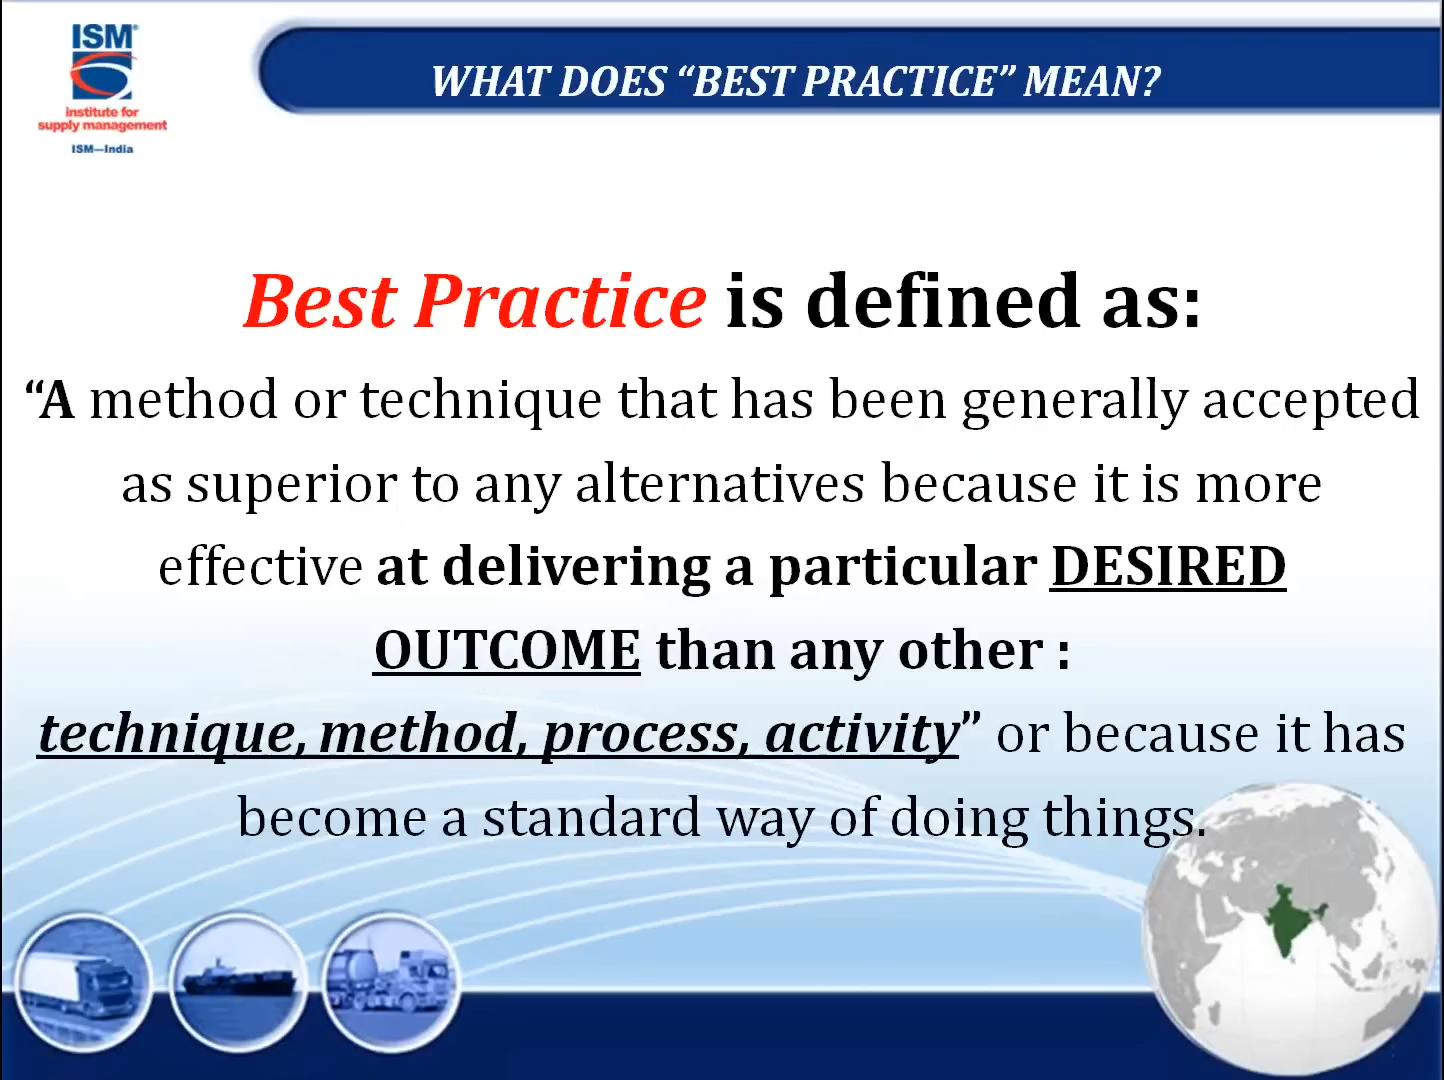 ISM®
institute for
supply management
ISM—India
WHAT DOES “BEST PRACTICE” MEAN?
Best Practice is defined as:
“A method or technique that has been generally accepted
as superior to any alternatives because it is more
effective at delivering a particular DESIRED
OUTCOME than any other :
technique, method, process, activity” or because it has
become a standard way of doing things.